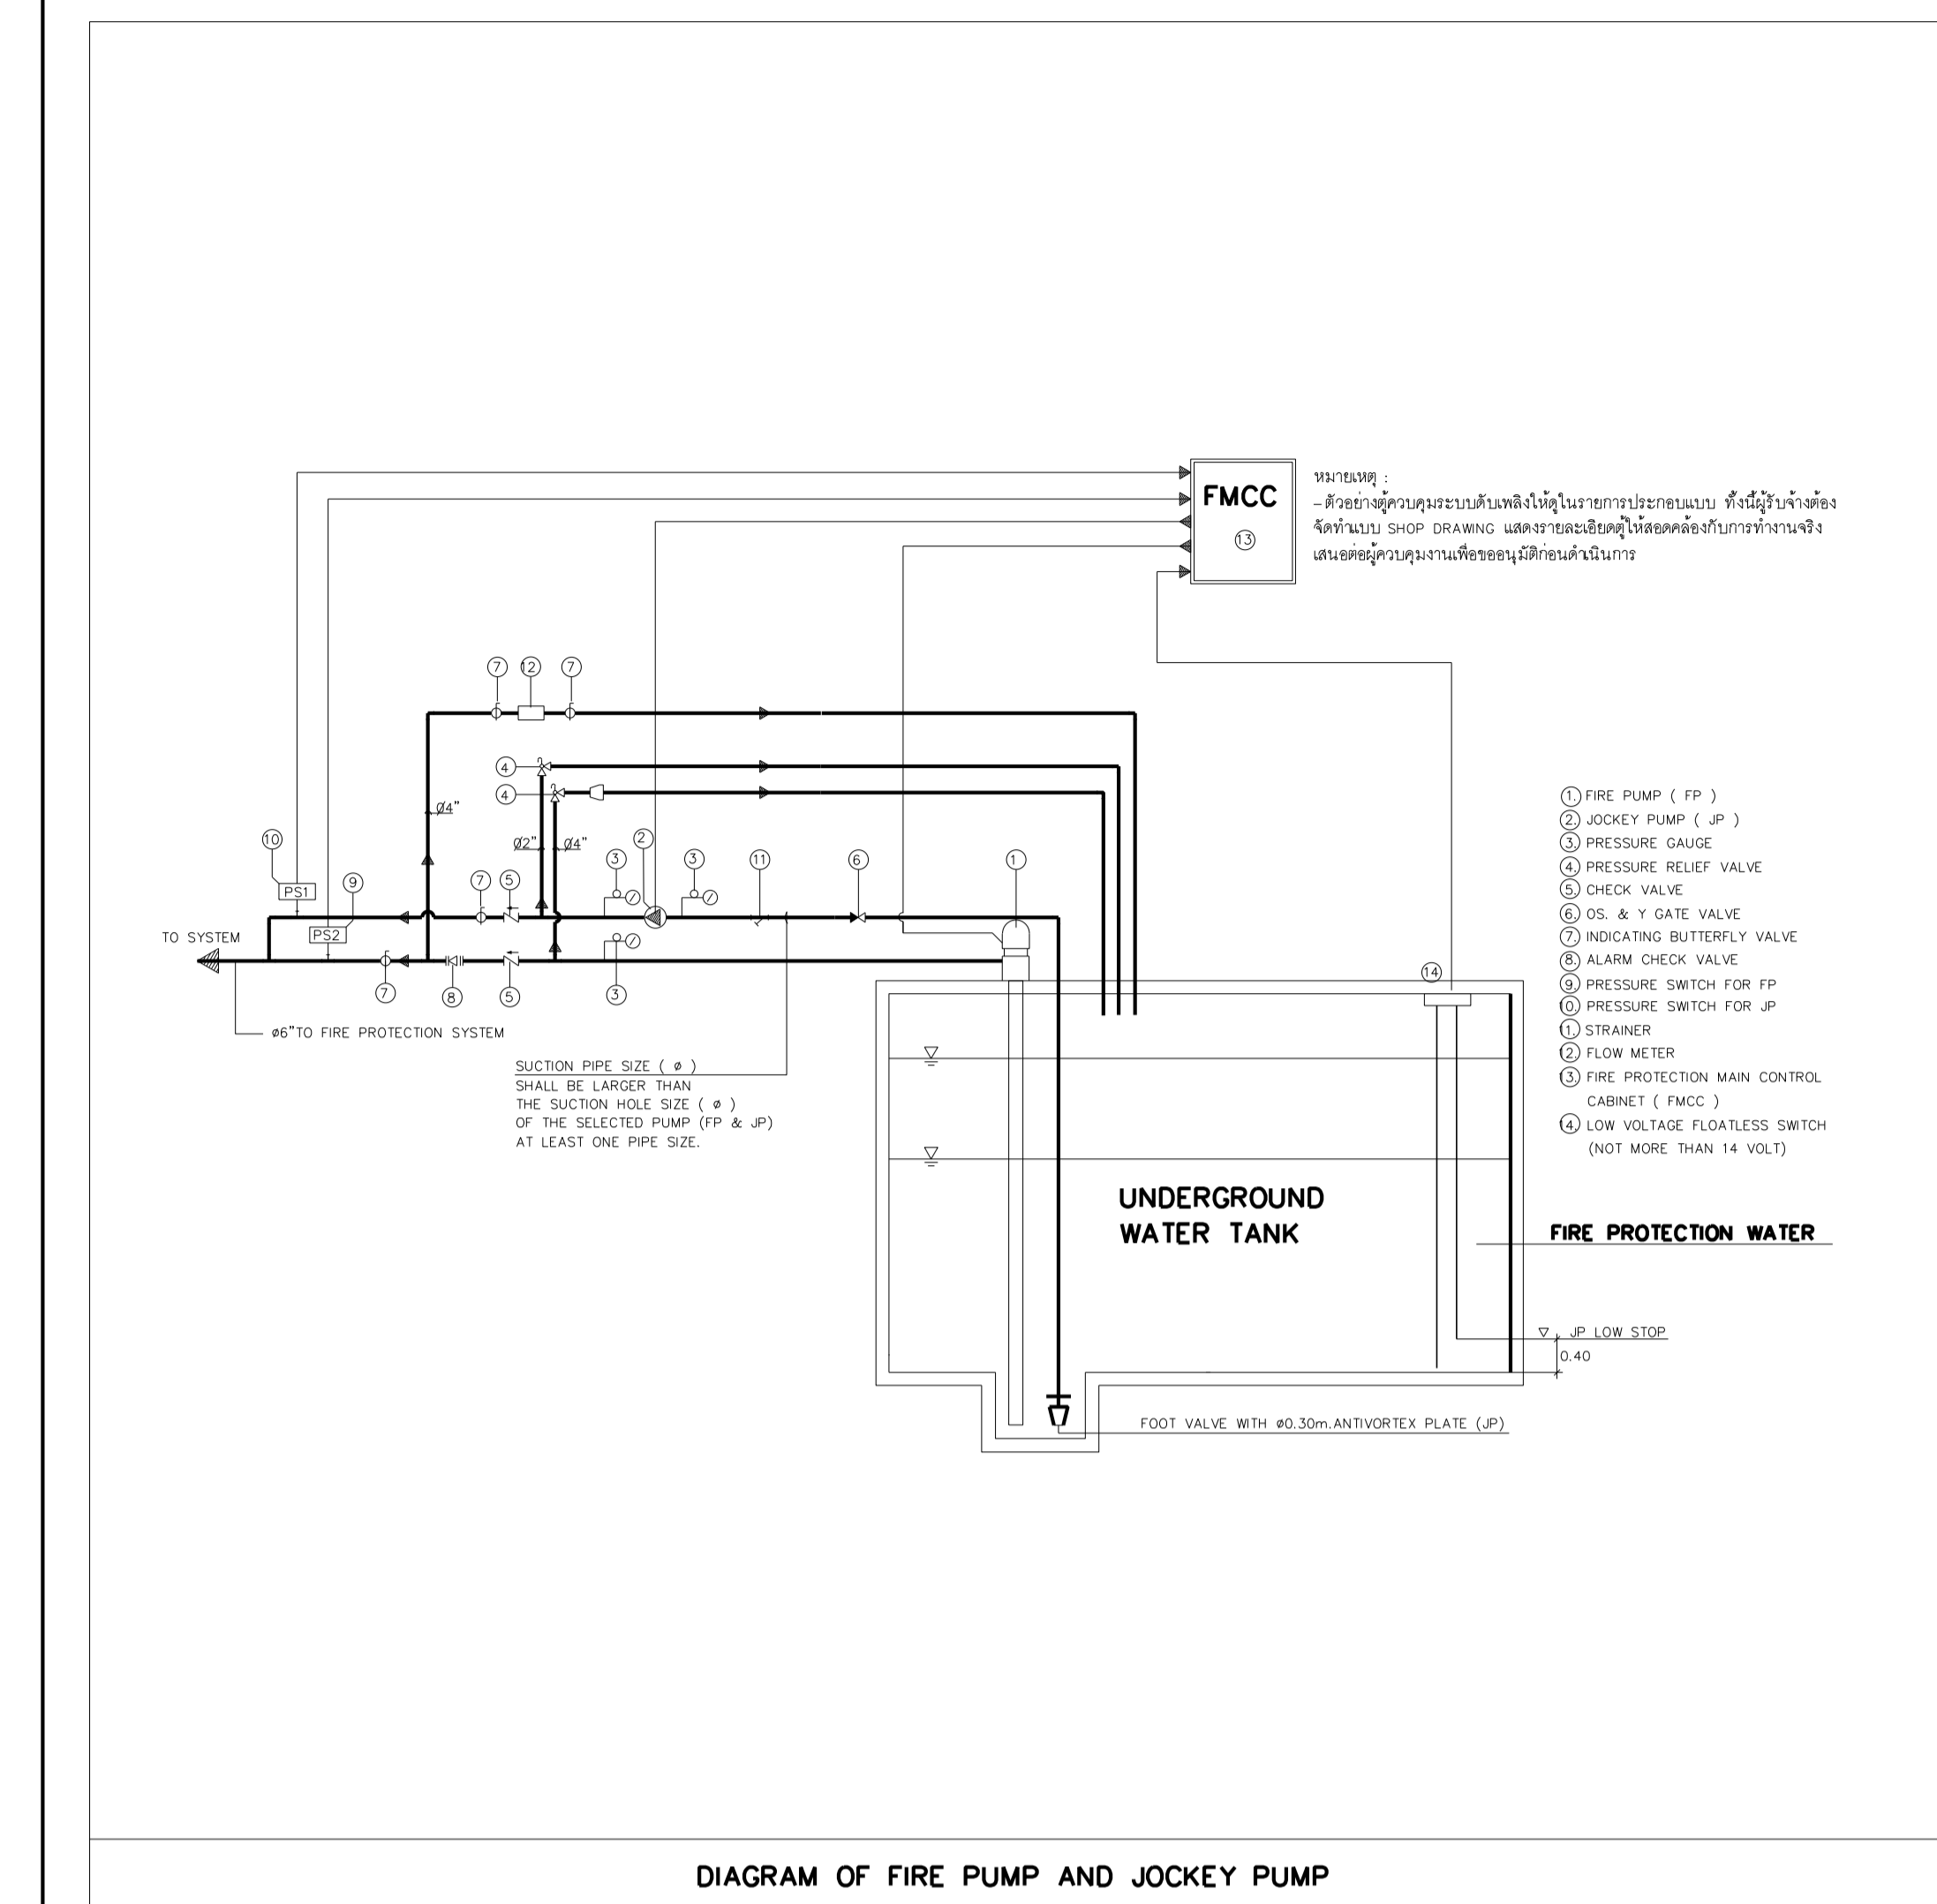 FMCC
13
หมายเหตุ :
- ตัวอย่างตู้ควบคุมระบบดับเพลิงให้ดูในรายการประกอบแบบ ทั้งนี้ผู้รับจ้างต้อง
จัดทำแบบ SHOP DRAWING แสดงรายละเอียดตู้ให้สอดคล้องกับการทำงานจริง
เสนอต่อผู้ควบคุมงานเพื่อขออนุมัติก่อนดำเนินการ
7 12 7
4
4
Ø4"
10
Ø2" Ø4"
2
3 3 11 6 1
PS1
9
7 5
TO SYSTEM
PS2
7 8 5 3
14
Ø6"TO FIRE PROTECTION SYSTEM
SUCTION PIPE SIZE ( Ø )
SHALL BE LARGER THAN
THE SUCTION HOLE SIZE ( Ø )
OF THE SELECTED PUMP (FP & JP)
AT LEAST ONE PIPE SIZE.
1. FIRE PUMP ( FP )
2. JOCKEY PUMP ( JP )
3. PRESSURE GAUGE
4. PRESSURE RELIEF VALVE
5. CHECK VALVE
6. OS. & Y GATE VALVE
7. INDICATING BUTTERFLY VALVE
8. ALARM CHECK VALVE
9. PRESSURE SWITCH FOR FP
10. PRESSURE SWITCH FOR JP
11. STRAINER
12. FLOW METER
13. FIRE PROTECTION MAIN CONTROL
CABINET ( FMCC )
14. LOW VOLTAGE FLOATLESS SWITCH
(NOT MORE THAN 14 VOLT)
UNDERGROUND
WATER TANK
FIRE PROTECTION WATER
JP LOW STOP
0.40
FOOT VALVE WITH Ø0.30m.ANTIVORTEX PLATE (JP)
DIAGRAM OF FIRE PUMP AND JOCKEY PUMP